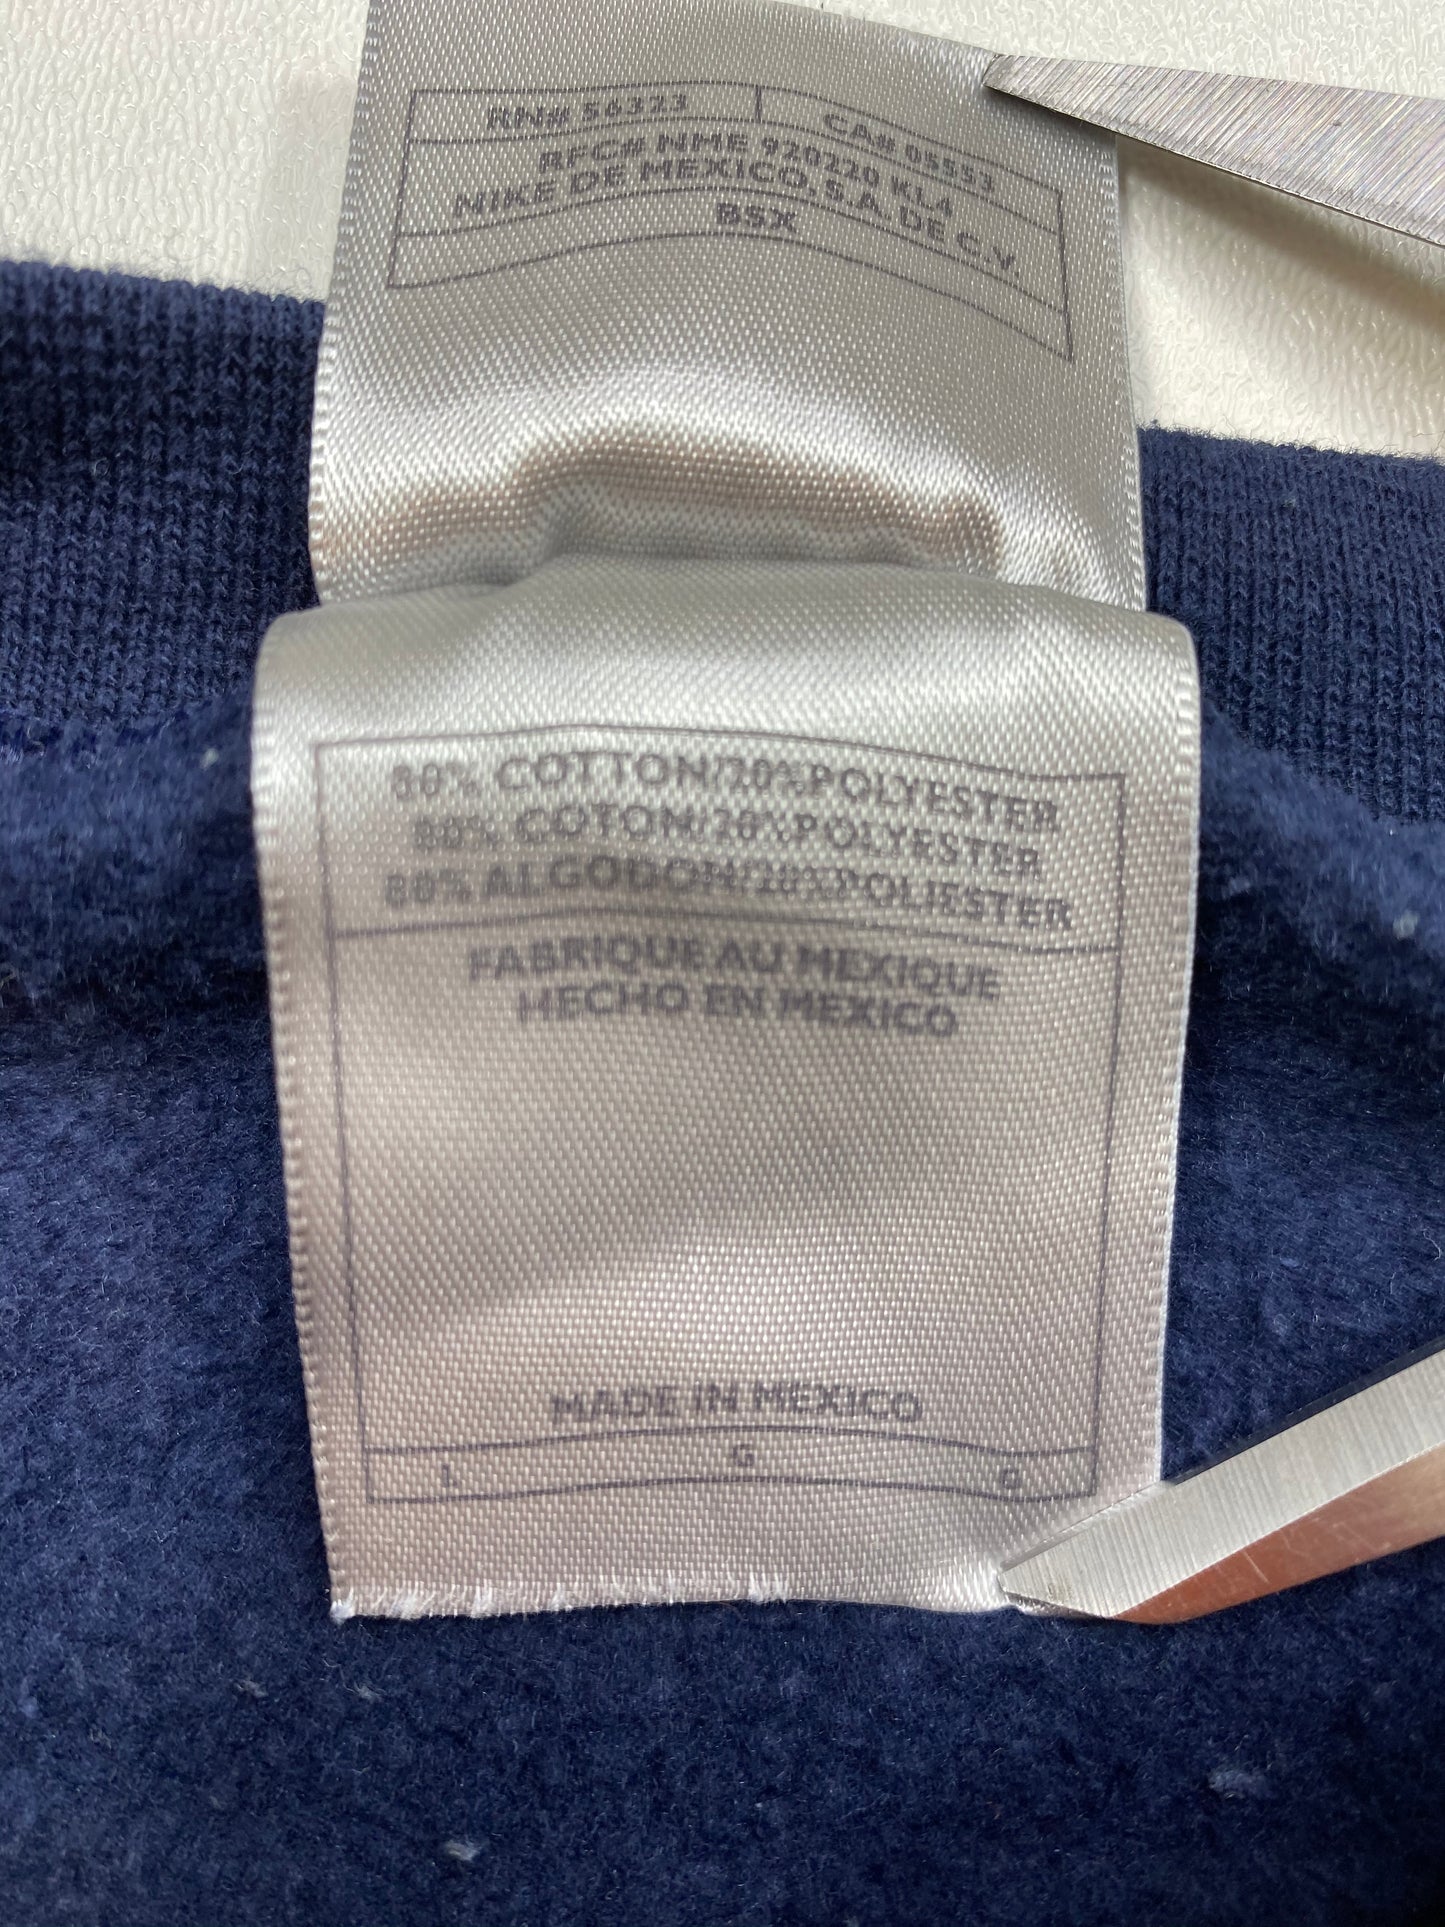 RN# 56323 CA# 05553
RFC# NME 920220 KL4
NIKE DE MEXICO, S.A. DE C.V.
BSX
80% COTTON/20% POLYESTER
80% COTON/20% POLYESTER
80% ALGODON/20% POLIESTER
FABRIQUE AU MEXIQUE
HECHO EN MEXICO
MADE IN MEXICO
L G G